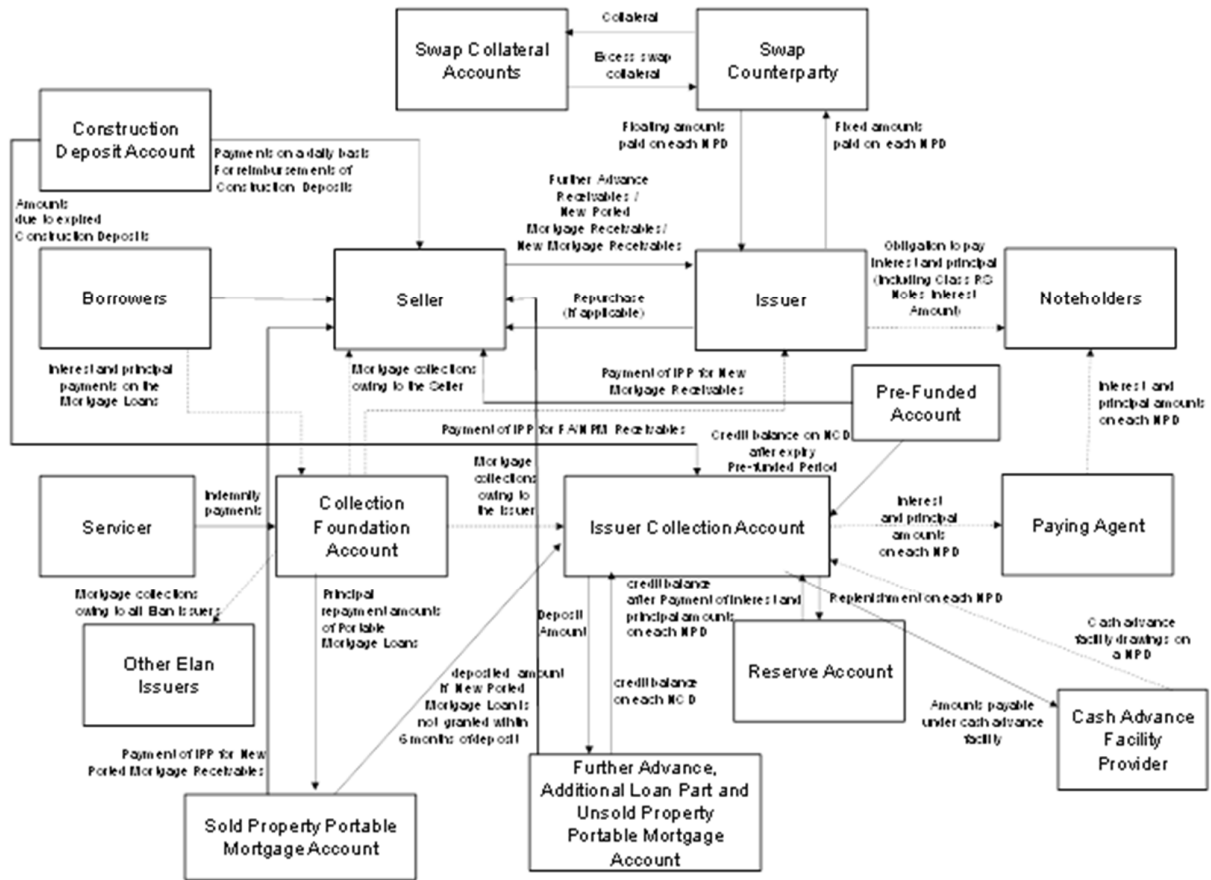 Collateral
Swap Collateral
Accounts
Excess swap
collateral
Swap
Counterparty
Construction
Deposit Account
Payments on a daily basis
For reimbursements of
Construction Deposits
Floating amounts
paid on each NPD
Fixed amounts
paid on each NPD
Amounts
due to expired
Construction Deposits
Further Advance
Receivables /
New Ported
Mortgage Receivables/
New Mortgage Receivables
Borrowers
Seller
Repurchase
(if applicable)
Issuer
Obligation to pay
interest and principal
(including Class RS
Notes Interest
Amount)
Noteholders
Interest and principal
payments on the
Mortgage Loans
Mortgage collections
owing to the Seller
Payment of IPP for New
Mortgage Receivables
Pre-Funded
Account
Interest and
principal amounts
on each NPD
Payment of IPP for FA/NPM Receivables
Credit balance on NCD
after expiry
Pre-funded Period
Servicer
Indemnity
payments
Collection
Foundation
Account
Mortgage
collections
owing to
the Issuer
Issuer Collection Account
Interest
and principal
amounts
on each NPD
Paying Agent
Mortgage collections
owing to all Elan Issuers
Principal
repayment amounts
of Portable
Mortgage Loans
Deposit
Amount
credit balance
after Payment of interest and
principal amounts
on each NPD
Replenishment on each NPD
Cash advance
facility drawings on
a NPD
Other Elan
Issuers
deposited amount
if New Ported
Mortgage Loan is
not granted within
6 months of deposit
credit balance
on each NCD
Reserve Account
Amounts payable
under cash advance
facility
Cash Advance
Facility
Provider
Payment of IPP for New
Ported Mortgage Receivables
Sold Property Portable
Mortgage Account
Further Advance,
Additional Loan Part and
Unsold Property
Portable Mortgage
Account